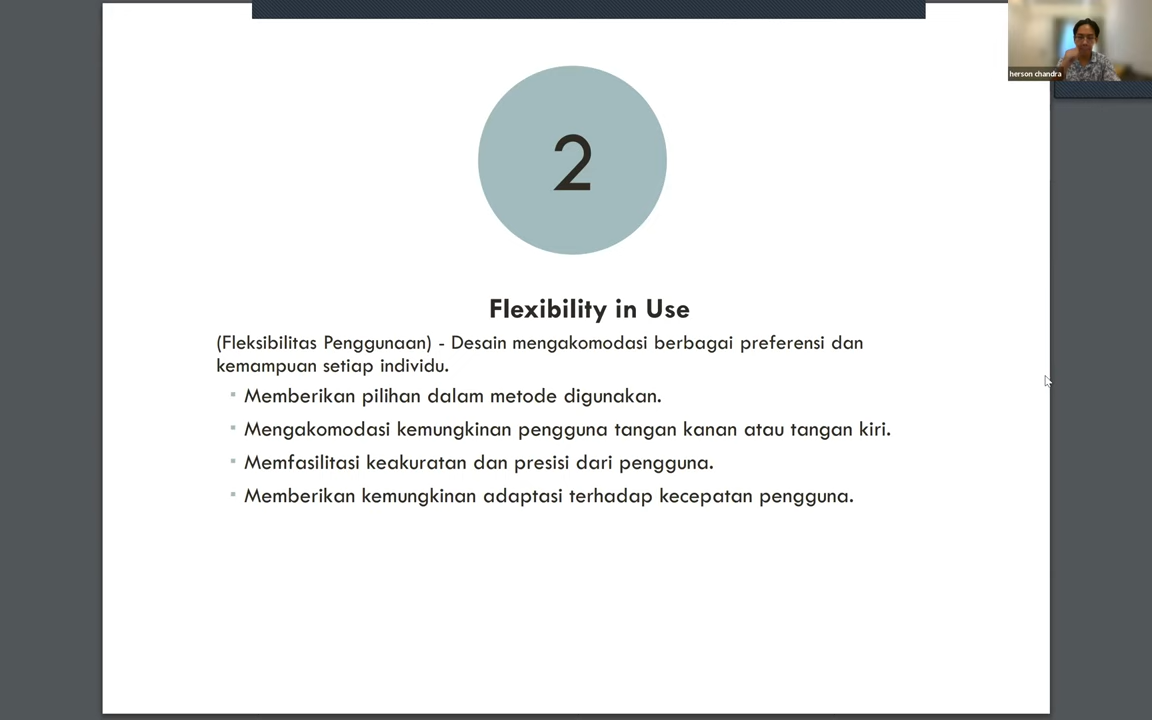 herson chandra
2
Flexibility in Use
(Fleksibilitas Penggunaan) - Desain mengakomodasi berbagai preferensi dan
kemampuan setiap individu.
▪ Memberikan pilihan dalam metode digunakan.
▪ Mengakomodasi kemungkinan pengguna tangan kanan atau tangan kiri.
▪ Memfasilitasi keakuratan dan presisi dari pengguna.
▪ Memberikan kemungkinan adaptasi terhadap kecepatan pengguna.